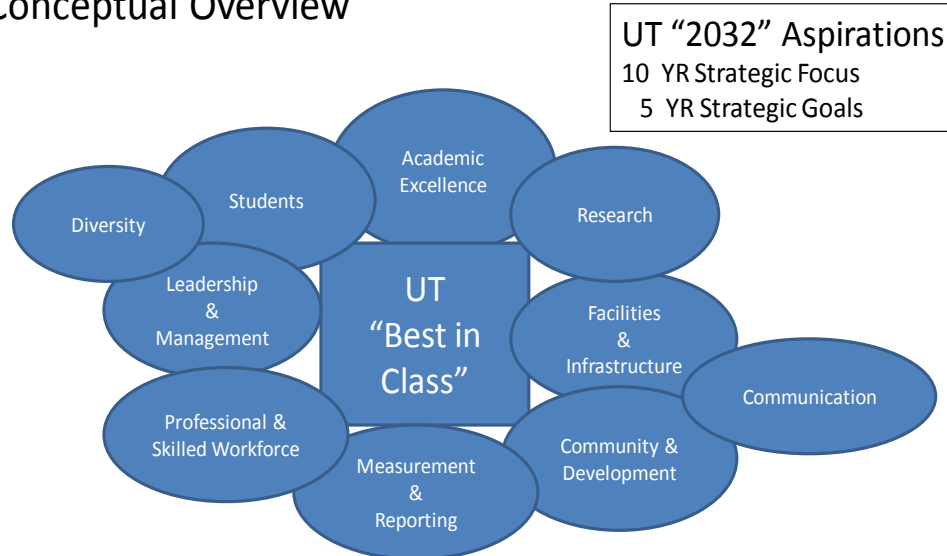 Conceptual Overview
UT “2032” Aspirations
10 YR Strategic Focus
5 YR Strategic Goals
Academic
Excellence
Students
Research
Diversity
Leadership
&
Management
UT
“Best in
Class”
Facilities
&
Infrastructure
Communication
Professional &
Skilled Workforce
Community &
Development
Measurement
&
Reporting